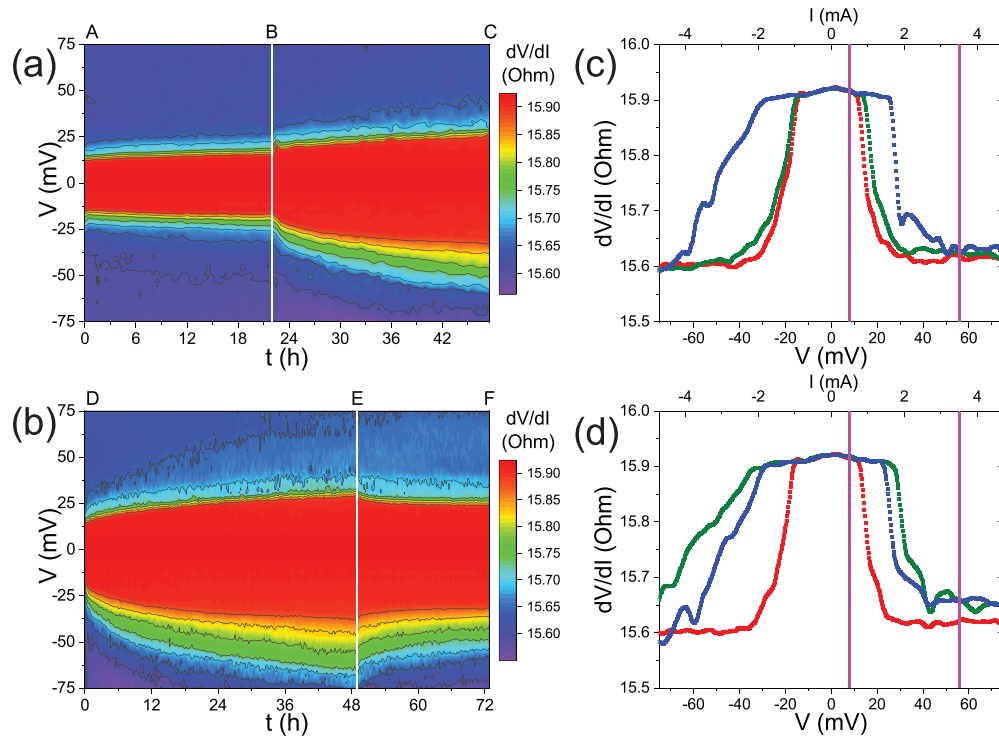 (a)
A B C
dV/dI
(Ohm)
75
50
25
0
-25
-50
-75
V (mV)
0 6 12 18 24 30 36 42
t (h)
15.90
15.85
15.80
15.75
15.70
15.65
15.60
(c)
I (mA)
-4 -2 0 2 4
16.0
15.9
15.8
15.7
15.6
15.5
dV/dI (Ohm)
-60 -40 -20 0 20 40 60
V (mV)
(b)
D E F
dV/dI
(Ohm)
75
50
25
0
-25
-50
-75
V (mV)
0 12 24 36 48 60 72
t (h)
15.90
15.85
15.80
15.75
15.70
15.65
15.60
(d)
I (mA)
-4 -2 0 2 4
16.0
15.9
15.8
15.7
15.6
15.5
dV/dI (Ohm)
-60 -40 -20 0 20 40 60
V (mV)